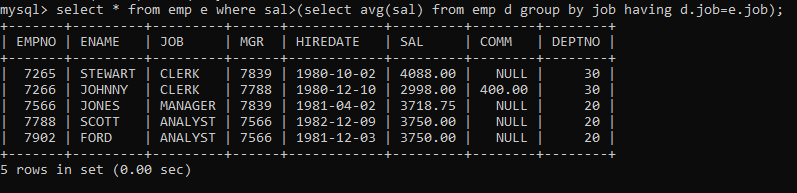 mysql> select * from emp e where sal>(select avg(sal) from emp d group by job having d.job=e.job);
+-------+---------+---------+------+------------+---------+--------+--------+
| EMPNO | ENAME   | JOB     | MGR  | HIREDATE   | SAL     | COMM   | DEPTNO |
+-------+---------+---------+------+------------+---------+--------+--------+
|  7265 | STEWART | CLERK   | 7839 | 1980-10-02 | 4088.00 |   NULL |     30 |
|  7266 | JOHNNY  | CLERK   | 7788 | 1980-12-10 | 2998.00 | 400.00 |     30 |
|  7566 | JONES   | MANAGER | 7839 | 1981-04-02 | 3718.75 |   NULL |     20 |
|  7788 | SCOTT   | ANALYST | 7566 | 1982-12-09 | 3750.00 |   NULL |     20 |
|  7902 | FORD    | ANALYST | 7566 | 1981-12-03 | 3750.00 |   NULL |     20 |
+-------+---------+---------+------+------------+---------+--------+--------+
5 rows in set (0.00 sec)